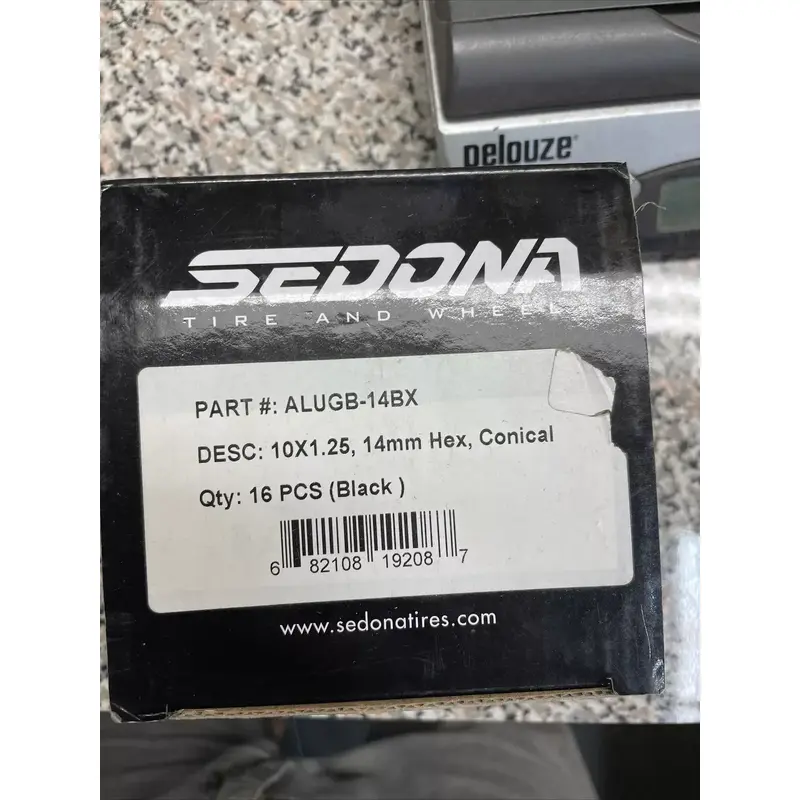 pelouze®
SEDONA
TIRE AND WHEEL
PART #: ALUGB-14BX
DESC: 10X1.25, 14mm Hex, Conical
Qty: 16 PCS (Black )
6 82108 19208 7
www.sedonatires.com